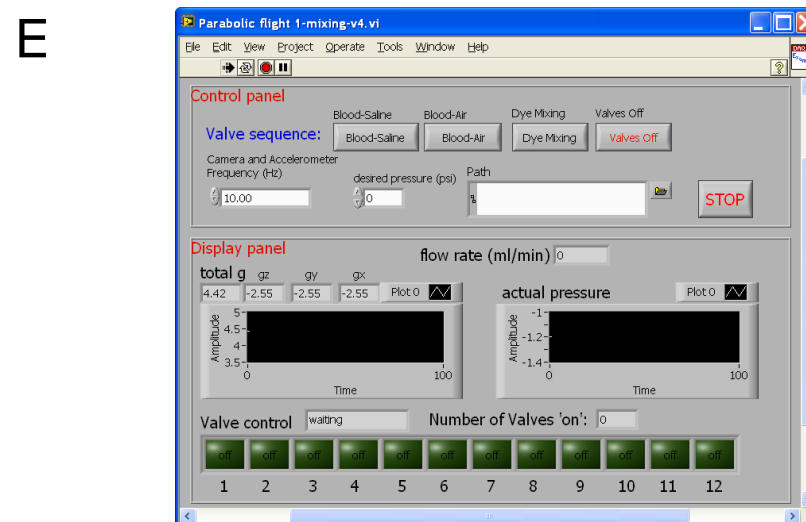 E
Parabolic flight 1-mixing-v4.vi
File Edit View Project Operate Tools Window Help
Control panel
Blood-Saline Blood-Air Dye Mixing Valves Off
Valve sequence: Blood-Saline Blood-Air Dye Mixing Valves Off
Camera and Accelerometer
Frequency (Hz) desired pressure (psi) Path
10.00 0 STOP
Display panel
flow rate (ml/min) 0
total g gz gy gx
4.42 -2.55 -2.55 -2.55 Plot 0 actual pressure Plot 0
5- -1-
4.5-
4- -1.2-
3.5- -1.4-
Amplitude Amplitude
0 100 0 100
Time Time
Valve control waiting Number of Valves 'on': 0
off off off off off off off off off off off off
1 2 3 4 5 6 7 8 9 10 11 12